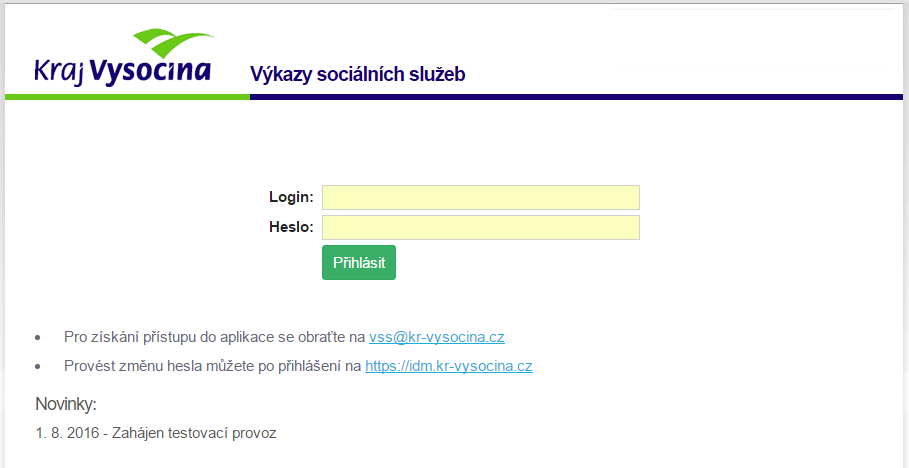 Kraj Vysočina
Výkazy sociálních služeb
Login:
Heslo:
Přihlásit
Pro získání přístupu do aplikace se obraťte na vss@kr-vysocina.cz
Provést změnu hesla můžete po přihlášení na https://idm.kr-vysocina.cz
Novinky:
1. 8. 2016 - Zahájen testovací provoz